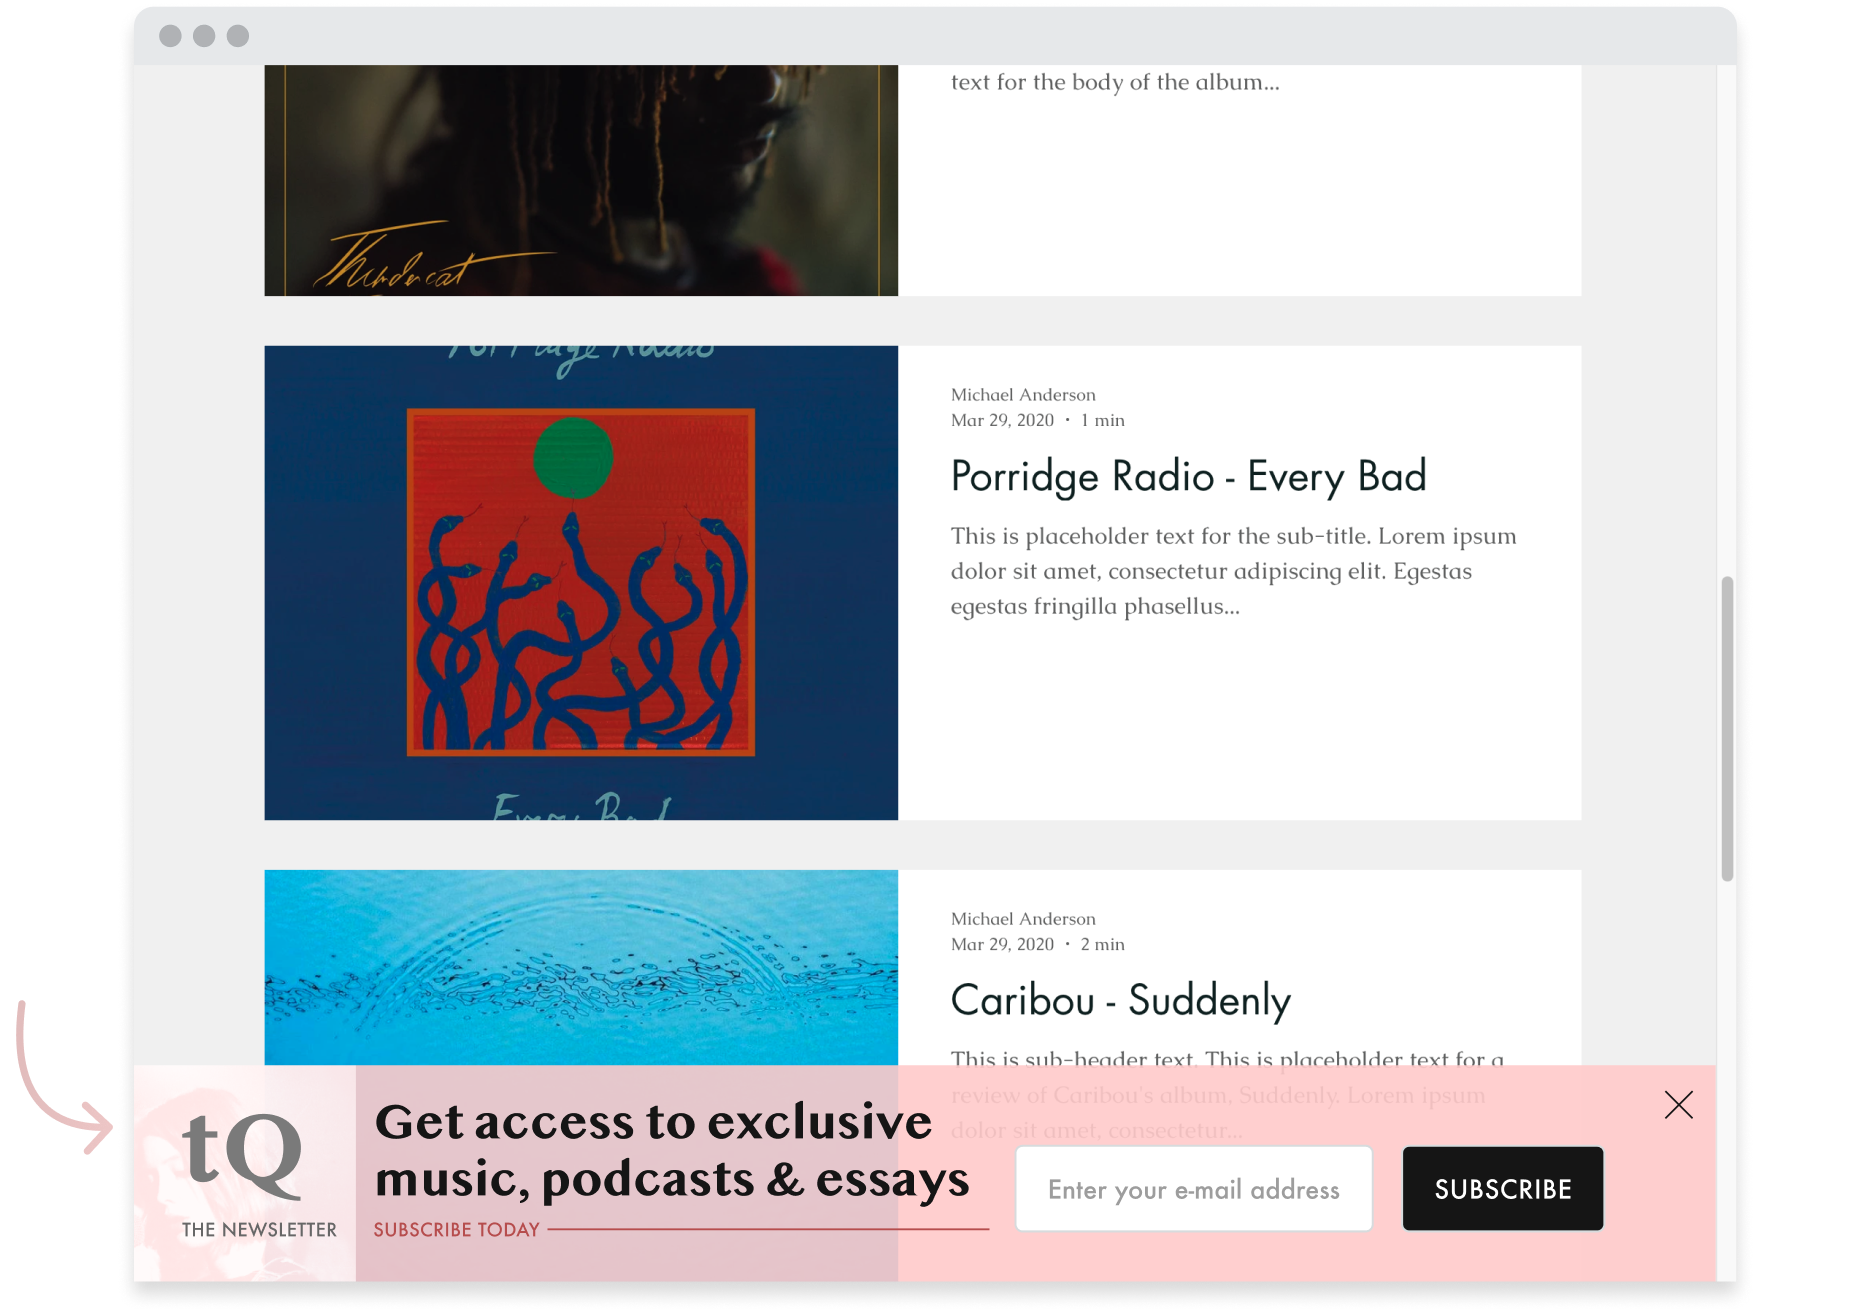 text for the body of the album...
Thundercat
Porridge Radio
Michael Anderson
Mar 29, 2020 · 1 min
Porridge Radio - Every Bad
This is placeholder text for the sub-title. Lorem ipsum
dolor sit amet, consectetur adipiscing elit. Egestas
egestas fringilla phasellus...
Every Bad
Michael Anderson
Mar 29, 2020 · 2 min
Caribou - Suddenly
This is sub-header text. This is placeholder text for a
review of Caribou's album, Suddenly. Lorem ipsum
dolor sit amet, consectetur...
tQ
THE NEWSLETTER
Get access to exclusive
music, podcasts & essays
SUBSCRIBE TODAY
Enter your e-mail address
SUBSCRIBE